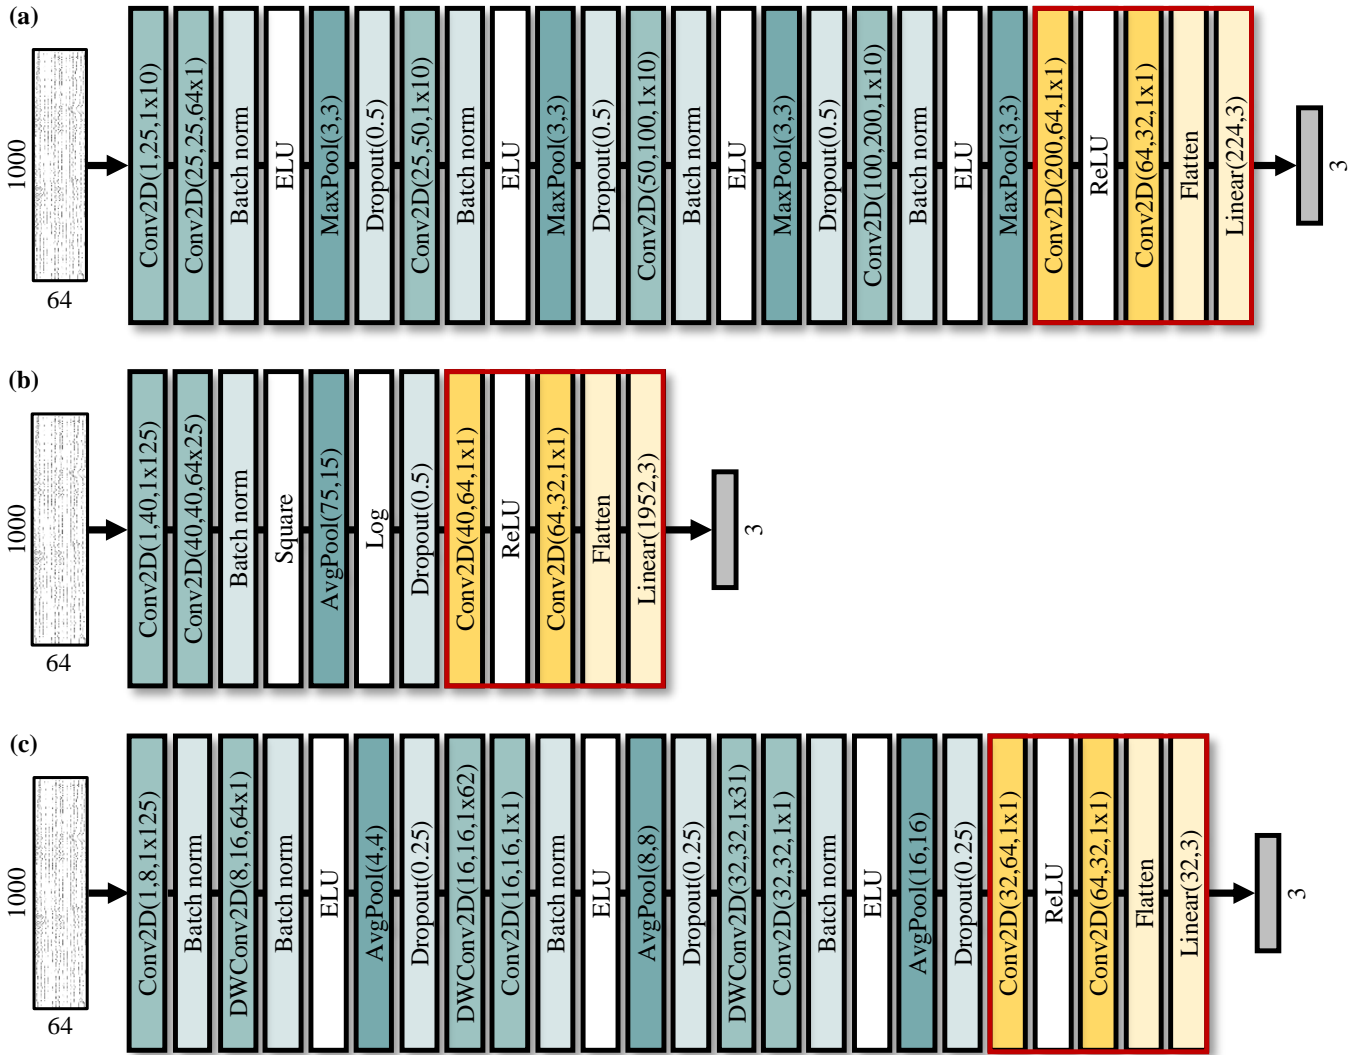 (a)
1000
64
Conv2D(1,25,1x10)
Conv2D(25,25,64x1)
Batch norm
ELU
MaxPool(3,3)
Dropout(0.5)
Conv2D(25,50,1x10)
Batch norm
ELU
MaxPool(3,3)
Dropout(0.5)
Conv2D(50,100,1x10)
Batch norm
ELU
MaxPool(3,3)
Dropout(0.5)
Conv2D(100,200,1x10)
Batch norm
ELU
MaxPool(3,3)
Conv2D(200,64,1x1)
ReLU
Conv2D(64,32,1x1)
Flatten
Linear(224,3)
3
(b)
1000
64
Conv2D(1,40,1x125)
Conv2D(40,40,64x25)
Batch norm
Square
AvgPool(75,15)
Log
Dropout(0.5)
Conv2D(40,64,1x1)
ReLU
Conv2D(64,32,1x1)
Flatten
Linear(1952,3)
3
(c)
1000
64
Conv2D(1,8,1x125)
Batch norm
DWConv2D(8,16,64x1)
Batch norm
ELU
AvgPool(4,4)
Dropout(0.25)
DWConv2D(16,16,1x62)
Conv2D(16,16,1x1)
Batch norm
ELU
AvgPool(8,8)
Dropout(0.25)
DWConv2D(32,32,1x31)
Conv2D(32,32,1x1)
Batch norm
ELU
AvgPool(16,16)
Dropout(0.25)
Conv2D(32,64,1x1)
ReLU
Conv2D(64,32,1x1)
Flatten
Linear(32,3)
3